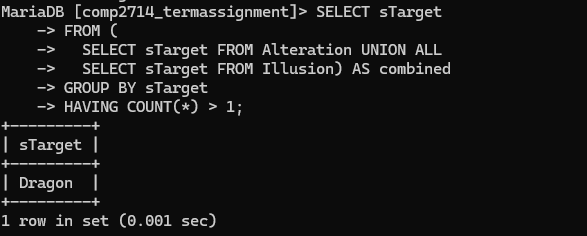 MariaDB [comp2714_termassignment]> SELECT sTarget
    -> FROM (
    ->   SELECT sTarget FROM Alteration UNION ALL
    ->   SELECT sTarget FROM Illusion) AS combined
    -> GROUP BY sTarget
    -> HAVING COUNT(*) > 1;
+---------+
| sTarget |
+---------+
| Dragon  |
+---------+
1 row in set (0.001 sec)